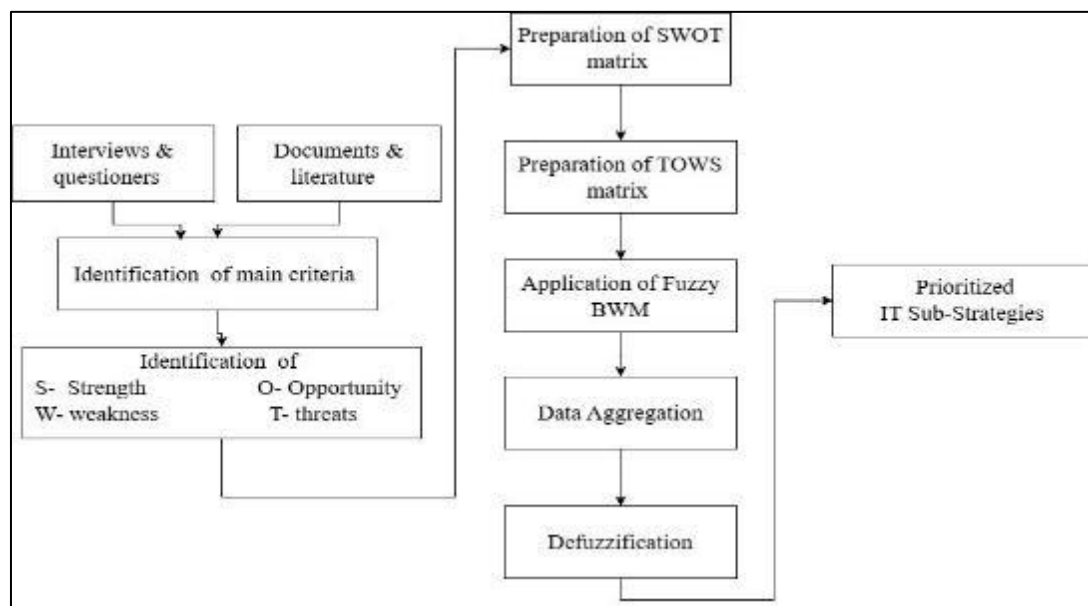 Interviews &
questioners
Documents &
literature
Identification of main criteria
Identification of
S- Strength O- Opportunity
W- weakness T- threats
Preparation of SWOT
matrix
Preparation of TOWS
matrix
Application of Fuzzy
BWM
Data Aggregation
Defuzzification
Prioritized
IT Sub-Strategies